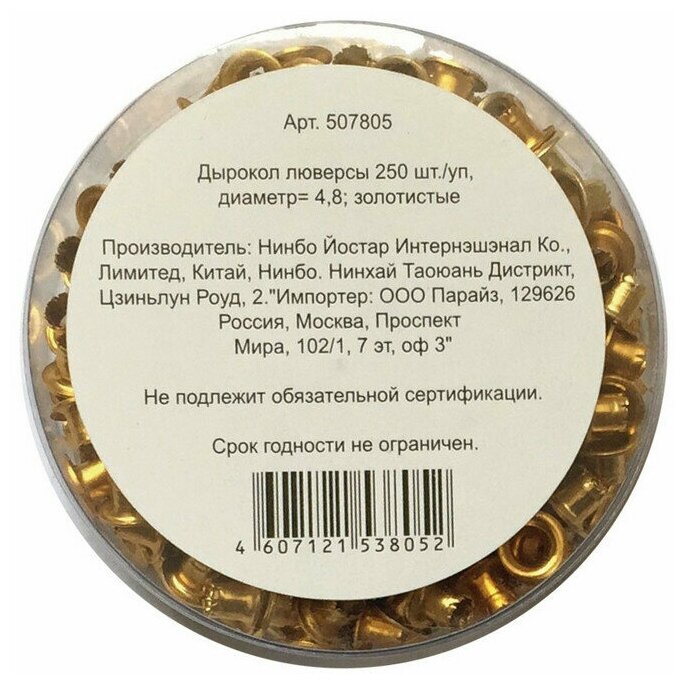 Арт. 507805
Дырокол люверсы 250 шт./уп,
диаметр= 4,8; золотистые
Производитель: Нинбо Йостар Интернэшэнал Ко.,
Лимитед, Китай, Нинбо. Нинхай Таоюань Дистрикт,
Цзиньлун Роуд, 2."Импортер: ООО Парайз, 129626
Россия, Москва, Проспект
Мира, 102/1, 7 эт, оф 3"
Не подлежит обязательной сертификации.
Срок годности не ограничен.
4 607121 538052